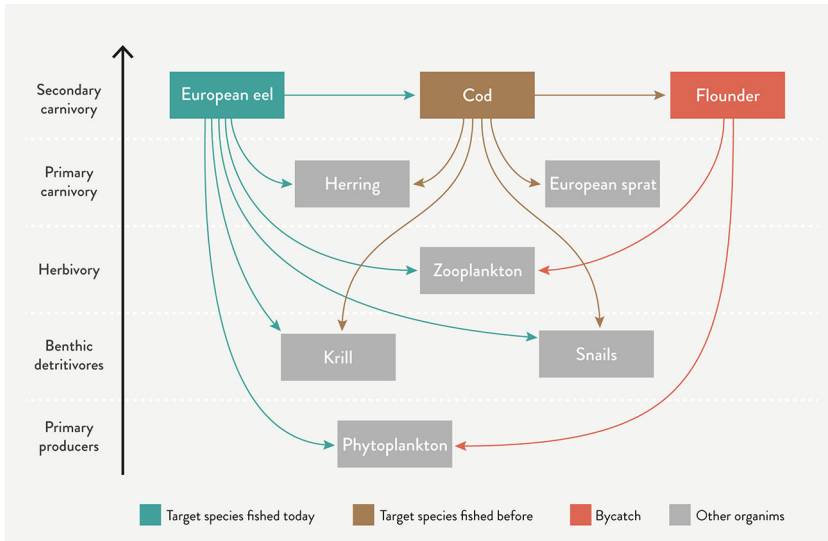 Secondary
carnivory
European eel
Cod
Flounder
Primary
carnivory
Herring
European sprat
Herbivory
Zooplankton
Benthic
detritivores
Krill
Snails
Primary
producers
Phytoplankton
Target species fished today
Target species fished before
Bycatch
Other organims